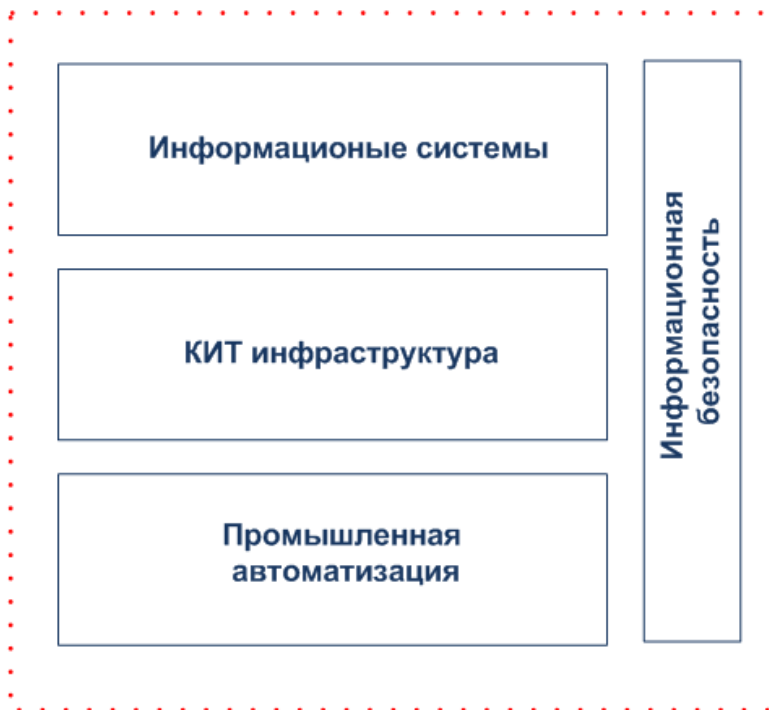 Информационые системы
КИТ инфраструктура
Промышленная
автоматизация
Информационная
безопасность